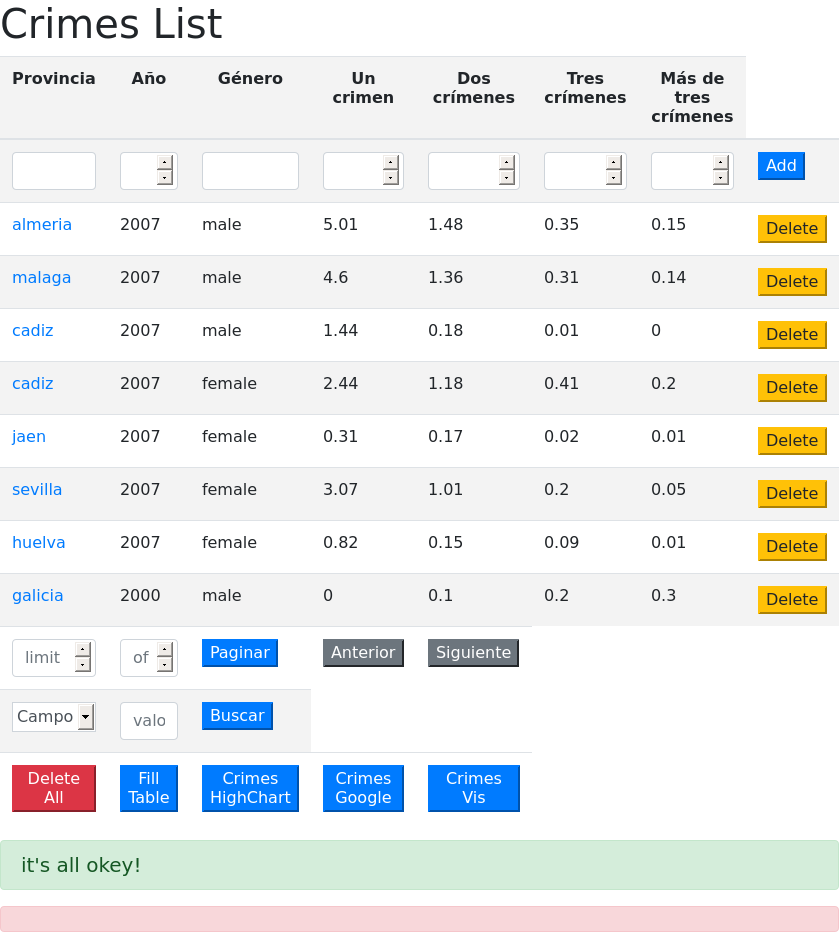 Crimes List
Provincia Año Género Un crimen Dos crímenes Tres crímenes Más de tres crímenes
Add
almeria 2007 male 5.01 1.48 0.35 0.15 Delete
malaga 2007 male 4.6 1.36 0.31 0.14 Delete
cadiz 2007 male 1.44 0.18 0.01 0 Delete
cadiz 2007 female 2.44 1.18 0.41 0.2 Delete
jaen 2007 female 0.31 0.17 0.02 0.01 Delete
sevilla 2007 female 3.07 1.01 0.2 0.05 Delete
huelva 2007 female 0.82 0.15 0.09 0.01 Delete
galicia 2000 male 0 0.1 0.2 0.3 Delete
limit of Paginar Anterior Siguiente
Campo valo Buscar
Delete All Fill Table Crimes HighChart Crimes Google Crimes Vis
it's all okey!